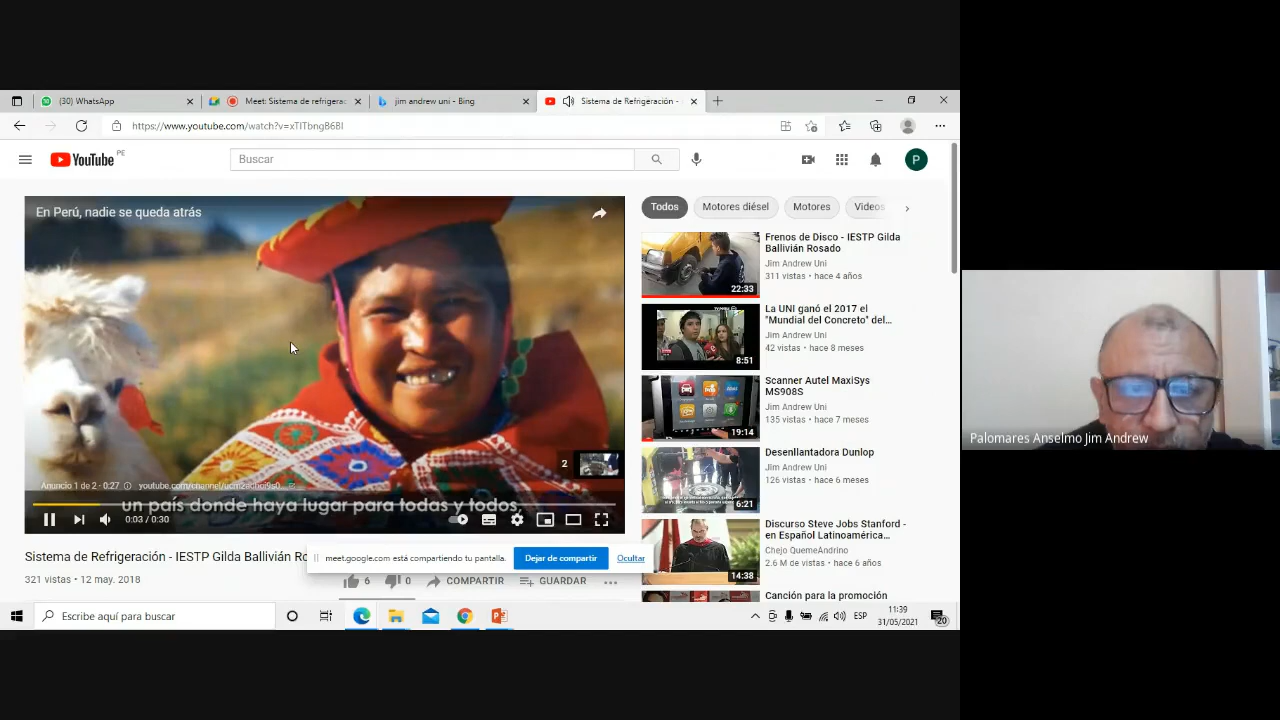 (30) WhatsApp
Meet: Sistema de refrigerac
jim andrew uni - Bing
Sistema de Refrigeración -
https://www.youtube.com/watch?v=xTITbngB6BI
YouTube PE
Buscar
P
En Perú, nadie se queda atrás
2
Anuncio 1 de 2 · 0:27
un país donde haya lugar para todas y todos.
0:03 / 0:30
Sistema de Refrigeración - IESTP Gilda Ballivián Ro
321 vistas • 12 may. 2018
meet.google.com está compartiendo tu pantalla.
Dejar de compartir
Ocultar
6
0
COMPARTIR
GUARDAR
Todos
Motores diésel
Motores
Videos
Frenos de Disco - IESTP Gilda
Ballivián Rosado
Jim Andrew Uni
311 vistas • hace 4 años
22:33
La UNI ganó el 2017 el
"Mundial del Concreto" del...
Jim Andrew Uni
42 vistas • hace 8 meses
8:51
Scanner Autel MaxiSys
MS908S
Jim Andrew Uni
135 vistas • hace 7 meses
19:14
Desenllantadora Dunlop
Jim Andrew Uni
126 vistas • hace 6 meses
6:21
Discurso Steve Jobs Stanford -
en Español Latinoamérica...
Chejo QuemeAndrino
2.6 M de vistas • hace 6 años
14:38
Canción para la promoción
Escribe aquí para buscar
ESP
11:39
31/05/2021
20
Palomares Anselmo Jim Andrew